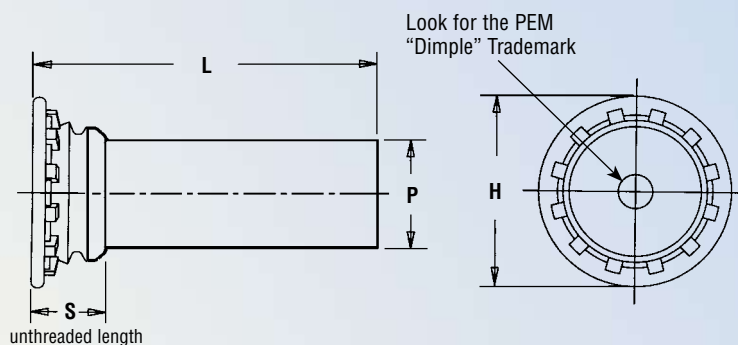 Look for the PEM
“Dimple” Trademark
L
P
H
S
unthreaded length